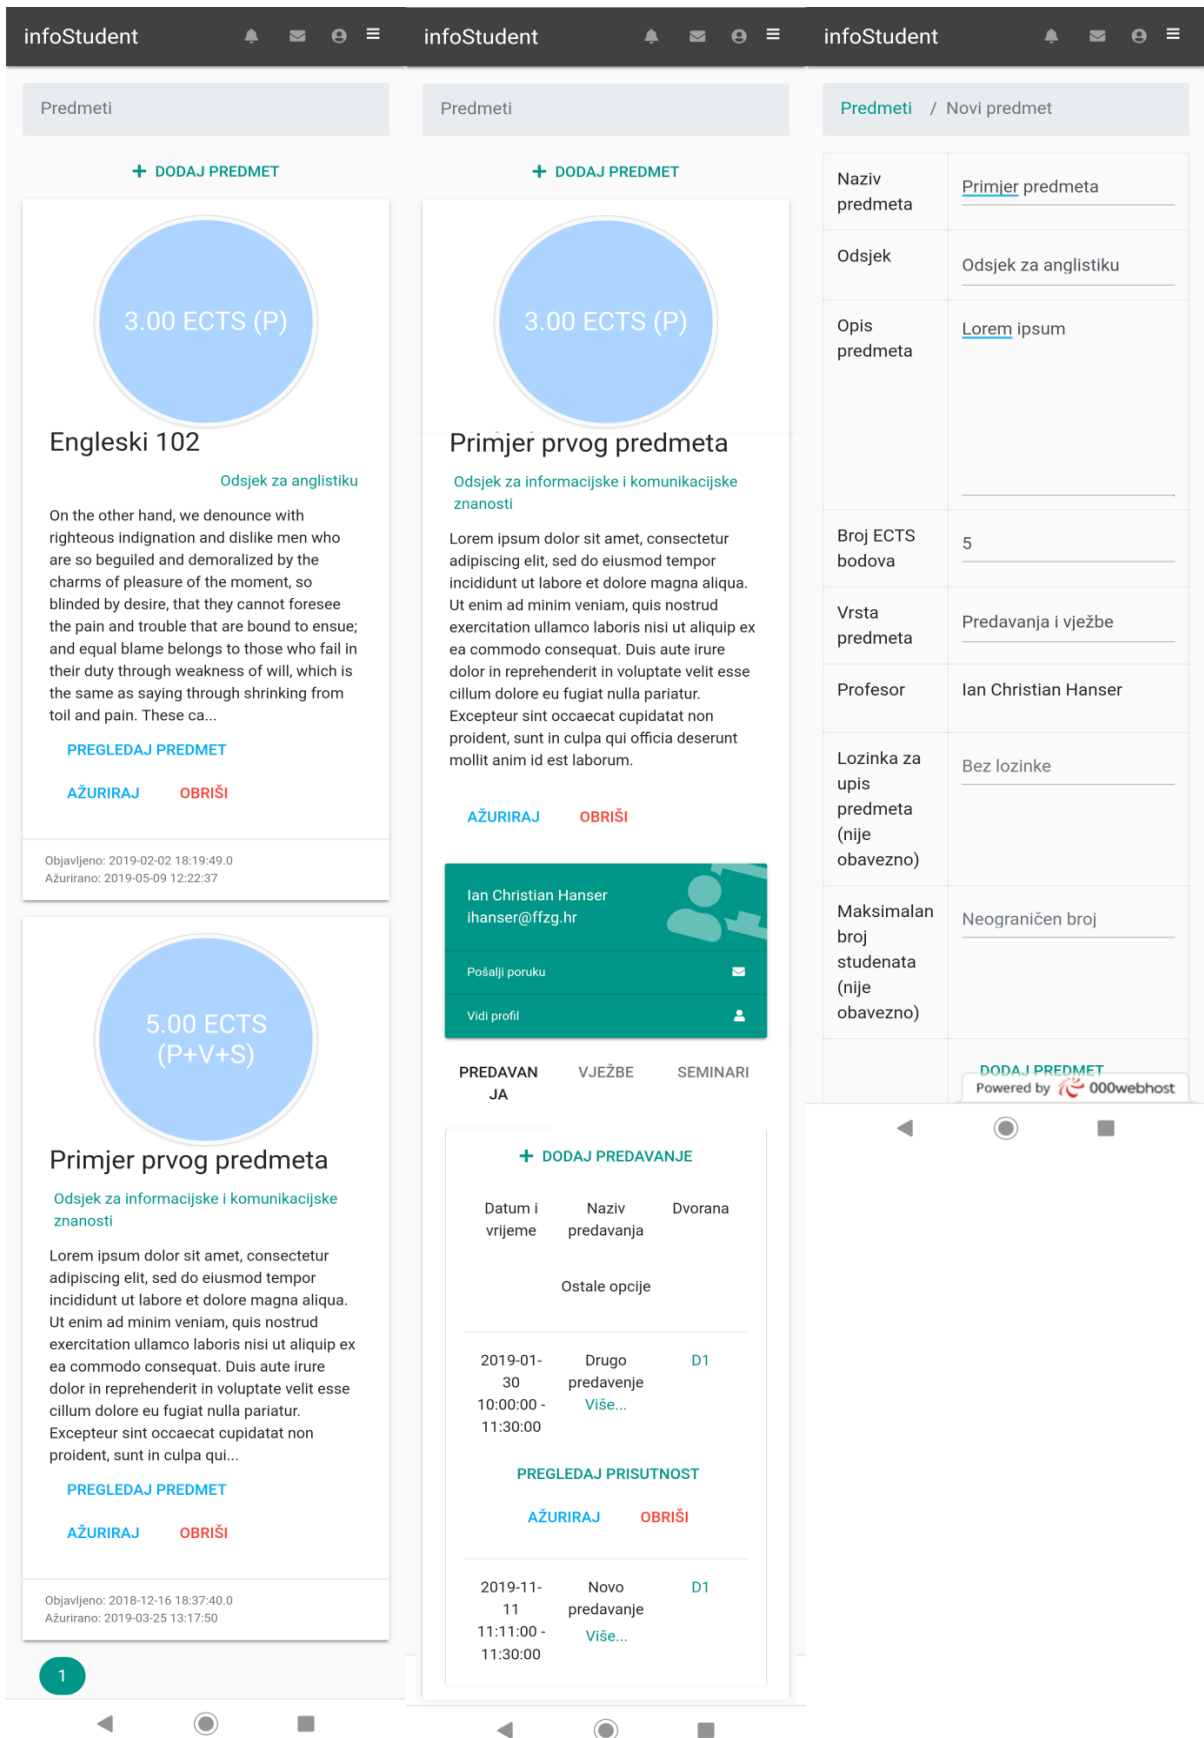 infoStudent
Predmeti
DODAJ PREDMET
3.00 ECTS (P)
Engleski 102
Odsjek za anglistiku
On the other hand, we denounce with
righteous indignation and dislike men who
are so beguiled and demoralized by the
charms of pleasure of the moment, so
blinded by desire, that they cannot foresee
the pain and trouble that are bound to ensue;
and equal blame belongs to those who fail in
their duty through weakness of will, which is
the same as saying through shrinking from
toil and pain. These ca...
PREGLEDAJ PREDMET
AŽURIRAJ OBRIŠI
Objavljeno: 2019-02-02 18:19:49.0
Ažurirano: 2019-05-09 12:22:37
5.00 ECTS
(P+V+S)
Primjer prvog predmeta
Odsjek za informacijske i komunikacijske
znanosti
Lorem ipsum dolor sit amet, consectetur
adipiscing elit, sed do eiusmod tempor
incididunt ut labore et dolore magna aliqua.
Ut enim ad minim veniam, quis nostrud
exercitation ullamco laboris nisi ut aliquip ex
ea commodo consequat. Duis aute irure
dolor in reprehenderit in voluptate velit esse
cillum dolore eu fugiat nulla pariatur.
Excepteur sint occaecat cupidatat non
proident, sunt in culpa qui...
PREGLEDAJ PREDMET
AŽURIRAJ OBRIŠI
Objavljeno: 2018-12-16 18:37:40.0
Ažurirano: 2019-03-25 13:17:50
1
infoStudent
Predmeti
DODAJ PREDMET
3.00 ECTS (P)
Primjer prvog predmeta
Odsjek za informacijske i komunikacijske
znanosti
Lorem ipsum dolor sit amet, consectetur
adipiscing elit, sed do eiusmod tempor
incididunt ut labore et dolore magna aliqua.
Ut enim ad minim veniam, quis nostrud
exercitation ullamco laboris nisi ut aliquip ex
ea commodo consequat. Duis aute irure
dolor in reprehenderit in voluptate velit esse
cillum dolore eu fugiat nulla pariatur.
Excepteur sint occaecat cupidatat non
proident, sunt in culpa qui officia deserunt
mollit anim id est laborum.
AŽURIRAJ OBRIŠI
Ian Christian Hanser
ihanser@ffzg.hr
Pošalji poruku
Vidi profil
PREDAVAN
JA
VJEŽBE
SEMINARI
DODAJ PREDAVANJE
Datum i
vrijeme
Naziv
predavanja
Dvorana
Ostale opcije
2019-01-
30
10:00:00 -
11:30:00
Drugo
predavenje
Više...
D1
PREGLEDAJ PRISUTNOST
AŽURIRAJ OBRIŠI
2019-11-
11
11:11:00 -
11:30:00
Novo
predavanje
Više...
D1
infoStudent
Predmeti / Novi predmet
Naziv
predmeta
Primjer predmeta
Odsjek
Odsjek za anglistiku
Opis
predmeta
Lorem ipsum
Broj ECTS
bodova
5
Vrsta
predmeta
Predavanja i vježbe
Profesor
Ian Christian Hanser
Lozinka za
upis
predmeta
(nije
obavezno)
Bez lozinke
Maksimalan
broj
studenata
(nije
obavezno)
Neograničen broj
DODAJ PREDMET
Powered by 000webhost